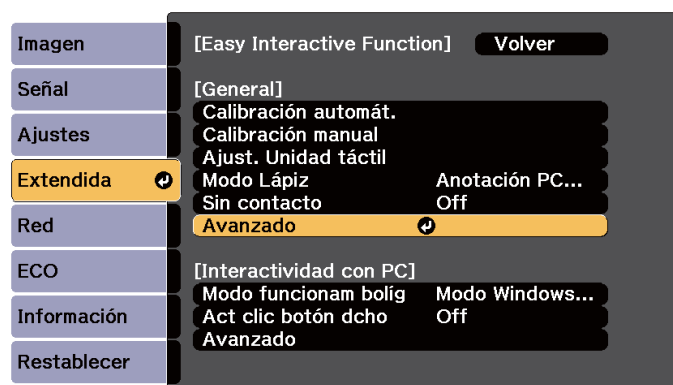 Imagen
Señal
Ajustes
Extendida
Red
ECO
Información
Restablecer
[Easy Interactive Function] Volver
[General]
Calibración automát.
Calibración manual
Ajust. Unidad táctil
Modo Lápiz Anotación PC...
Sin contacto Off
Avanzado
[Interactividad con PC]
Modo funcionam bolíg Modo Windows...
Act clic botón dcho Off
Avanzado